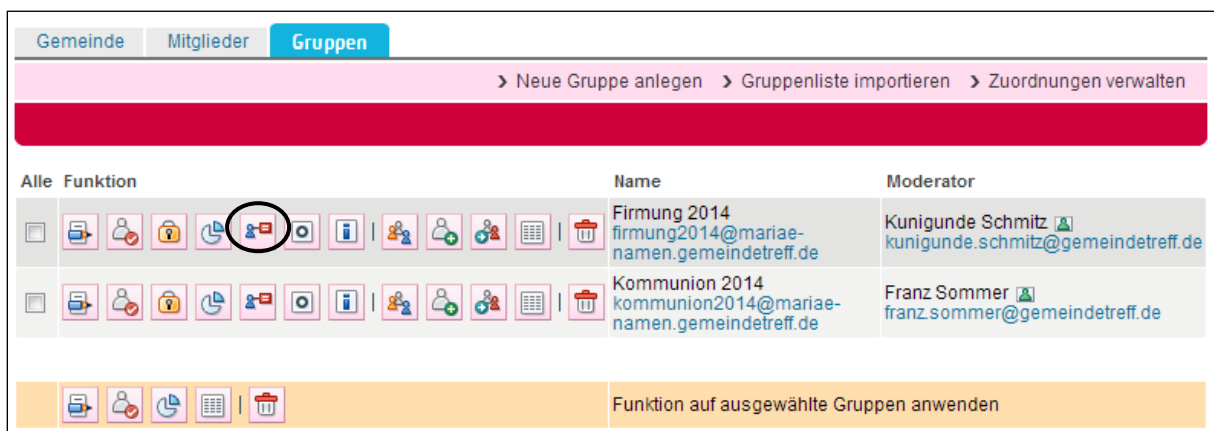 Gemeinde Mitglieder Gruppen
Neue Gruppe anlegen Gruppenliste importieren Zuordnungen verwalten
Alle Funktion Name Moderator
Firmung 2014
firmung2014@mariae-
namen.gemeindetreff.de
Kunigunde Schmitz
kunigunde.schmitz@gemeindetreff.de
Kommunion 2014
kommunion2014@mariae-
namen.gemeindetreff.de
Franz Sommer
franz.sommer@gemeindetreff.de
Funktion auf ausgewählte Gruppen anwenden